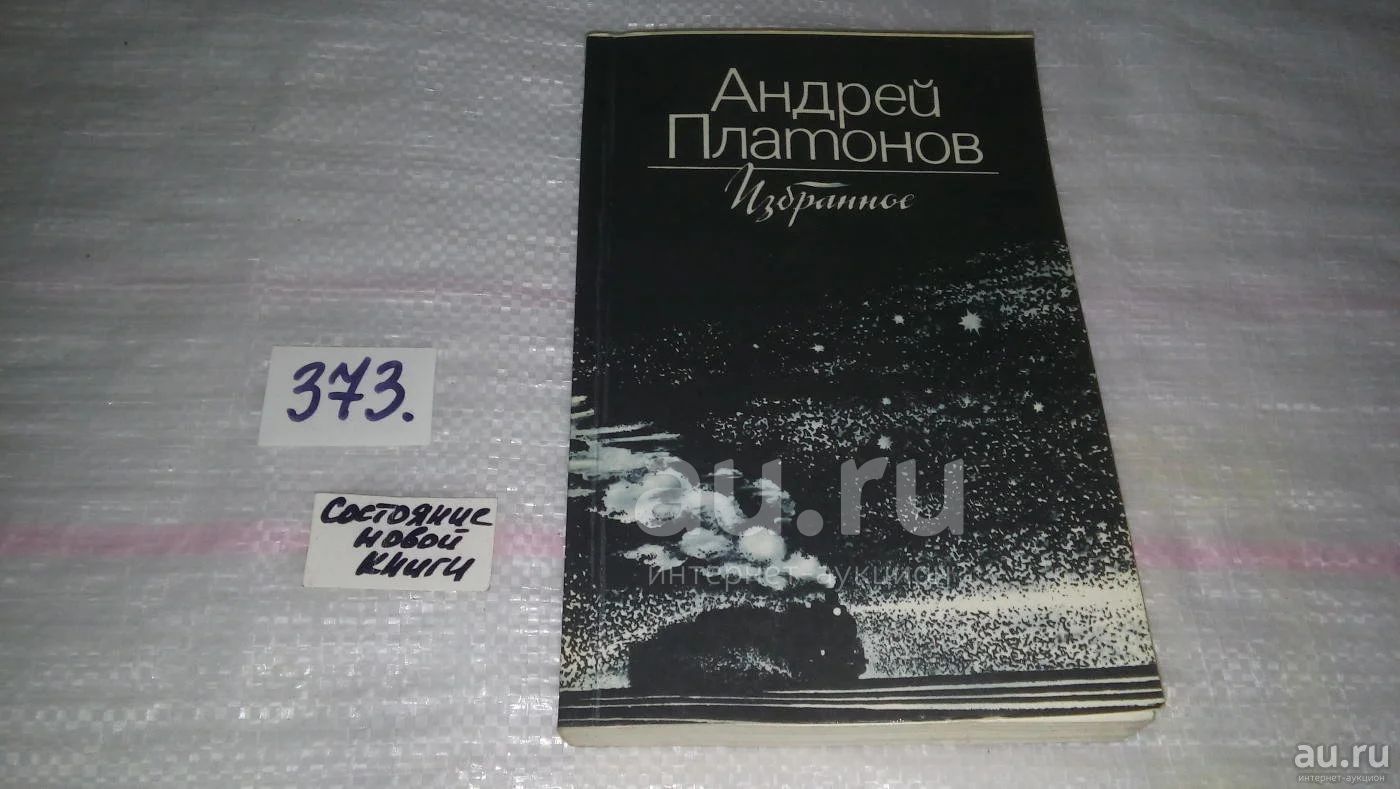 Андрей
Платонов
Избранное
373.
Состояние
новой
книги
au.ru
интернет-аукцион
au.ru
интернет-аукцион